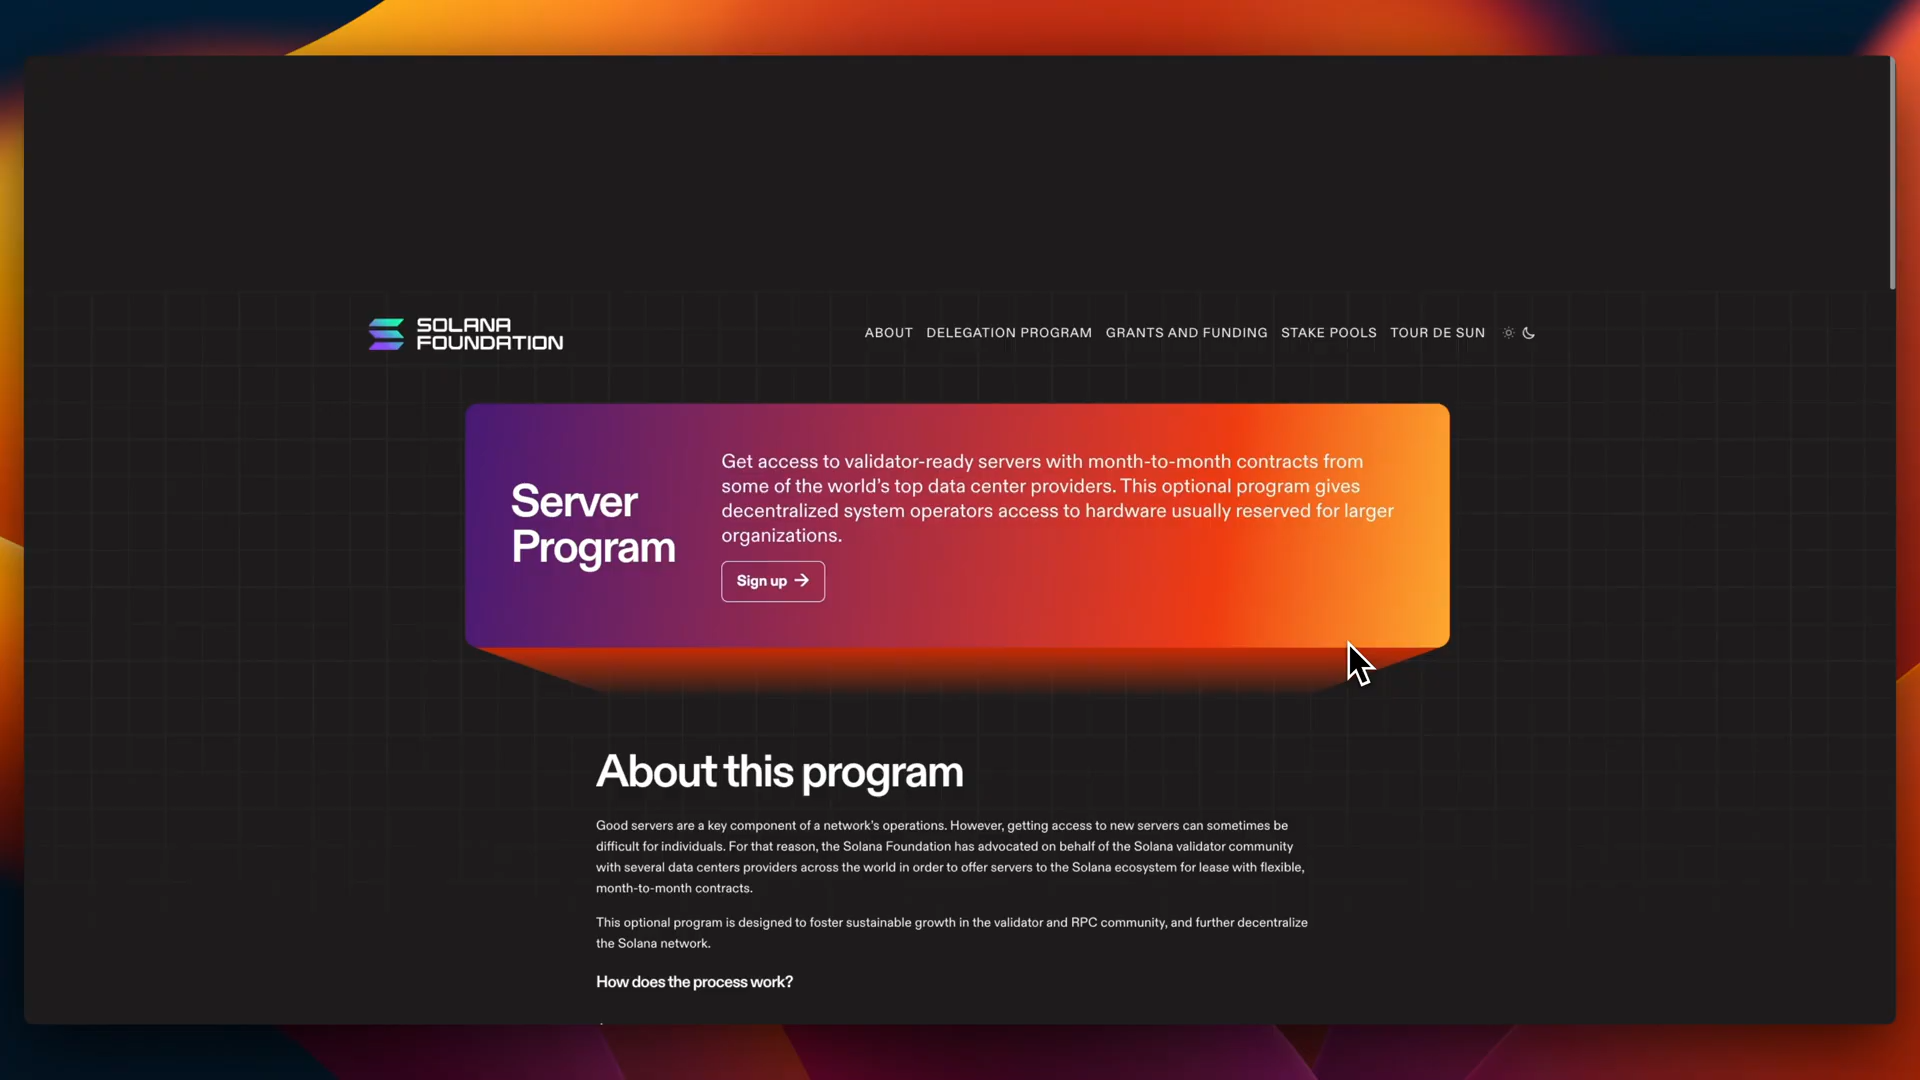 SOLANA
FOUNDATION
ABOUT DELEGATION PROGRAM GRANTS AND FUNDING STAKE POOLS TOUR DE SUN
Server
Program
Get access to validator-ready servers with month-to-month contracts from
some of the world's top data center providers. This optional program gives
decentralized system operators access to hardware usually reserved for larger
organizations.
Sign up →
About this program
Good servers are a key component of a network's operations. However, getting access to new servers can sometimes be
difficult for individuals. For that reason, the Solana Foundation has advocated on behalf of the Solana validator community
with several data centers providers across the world in order to offer servers to the Solana ecosystem for lease with flexible,
month-to-month contracts.
This optional program is designed to foster sustainable growth in the validator and RPC community, and further decentralize
the Solana network.
How does the process work?